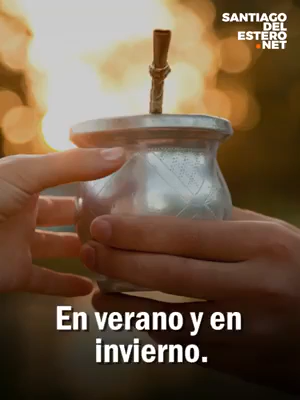 SANTIAGO
DEL
ESTERO
.NET
En verano y en
invierno.